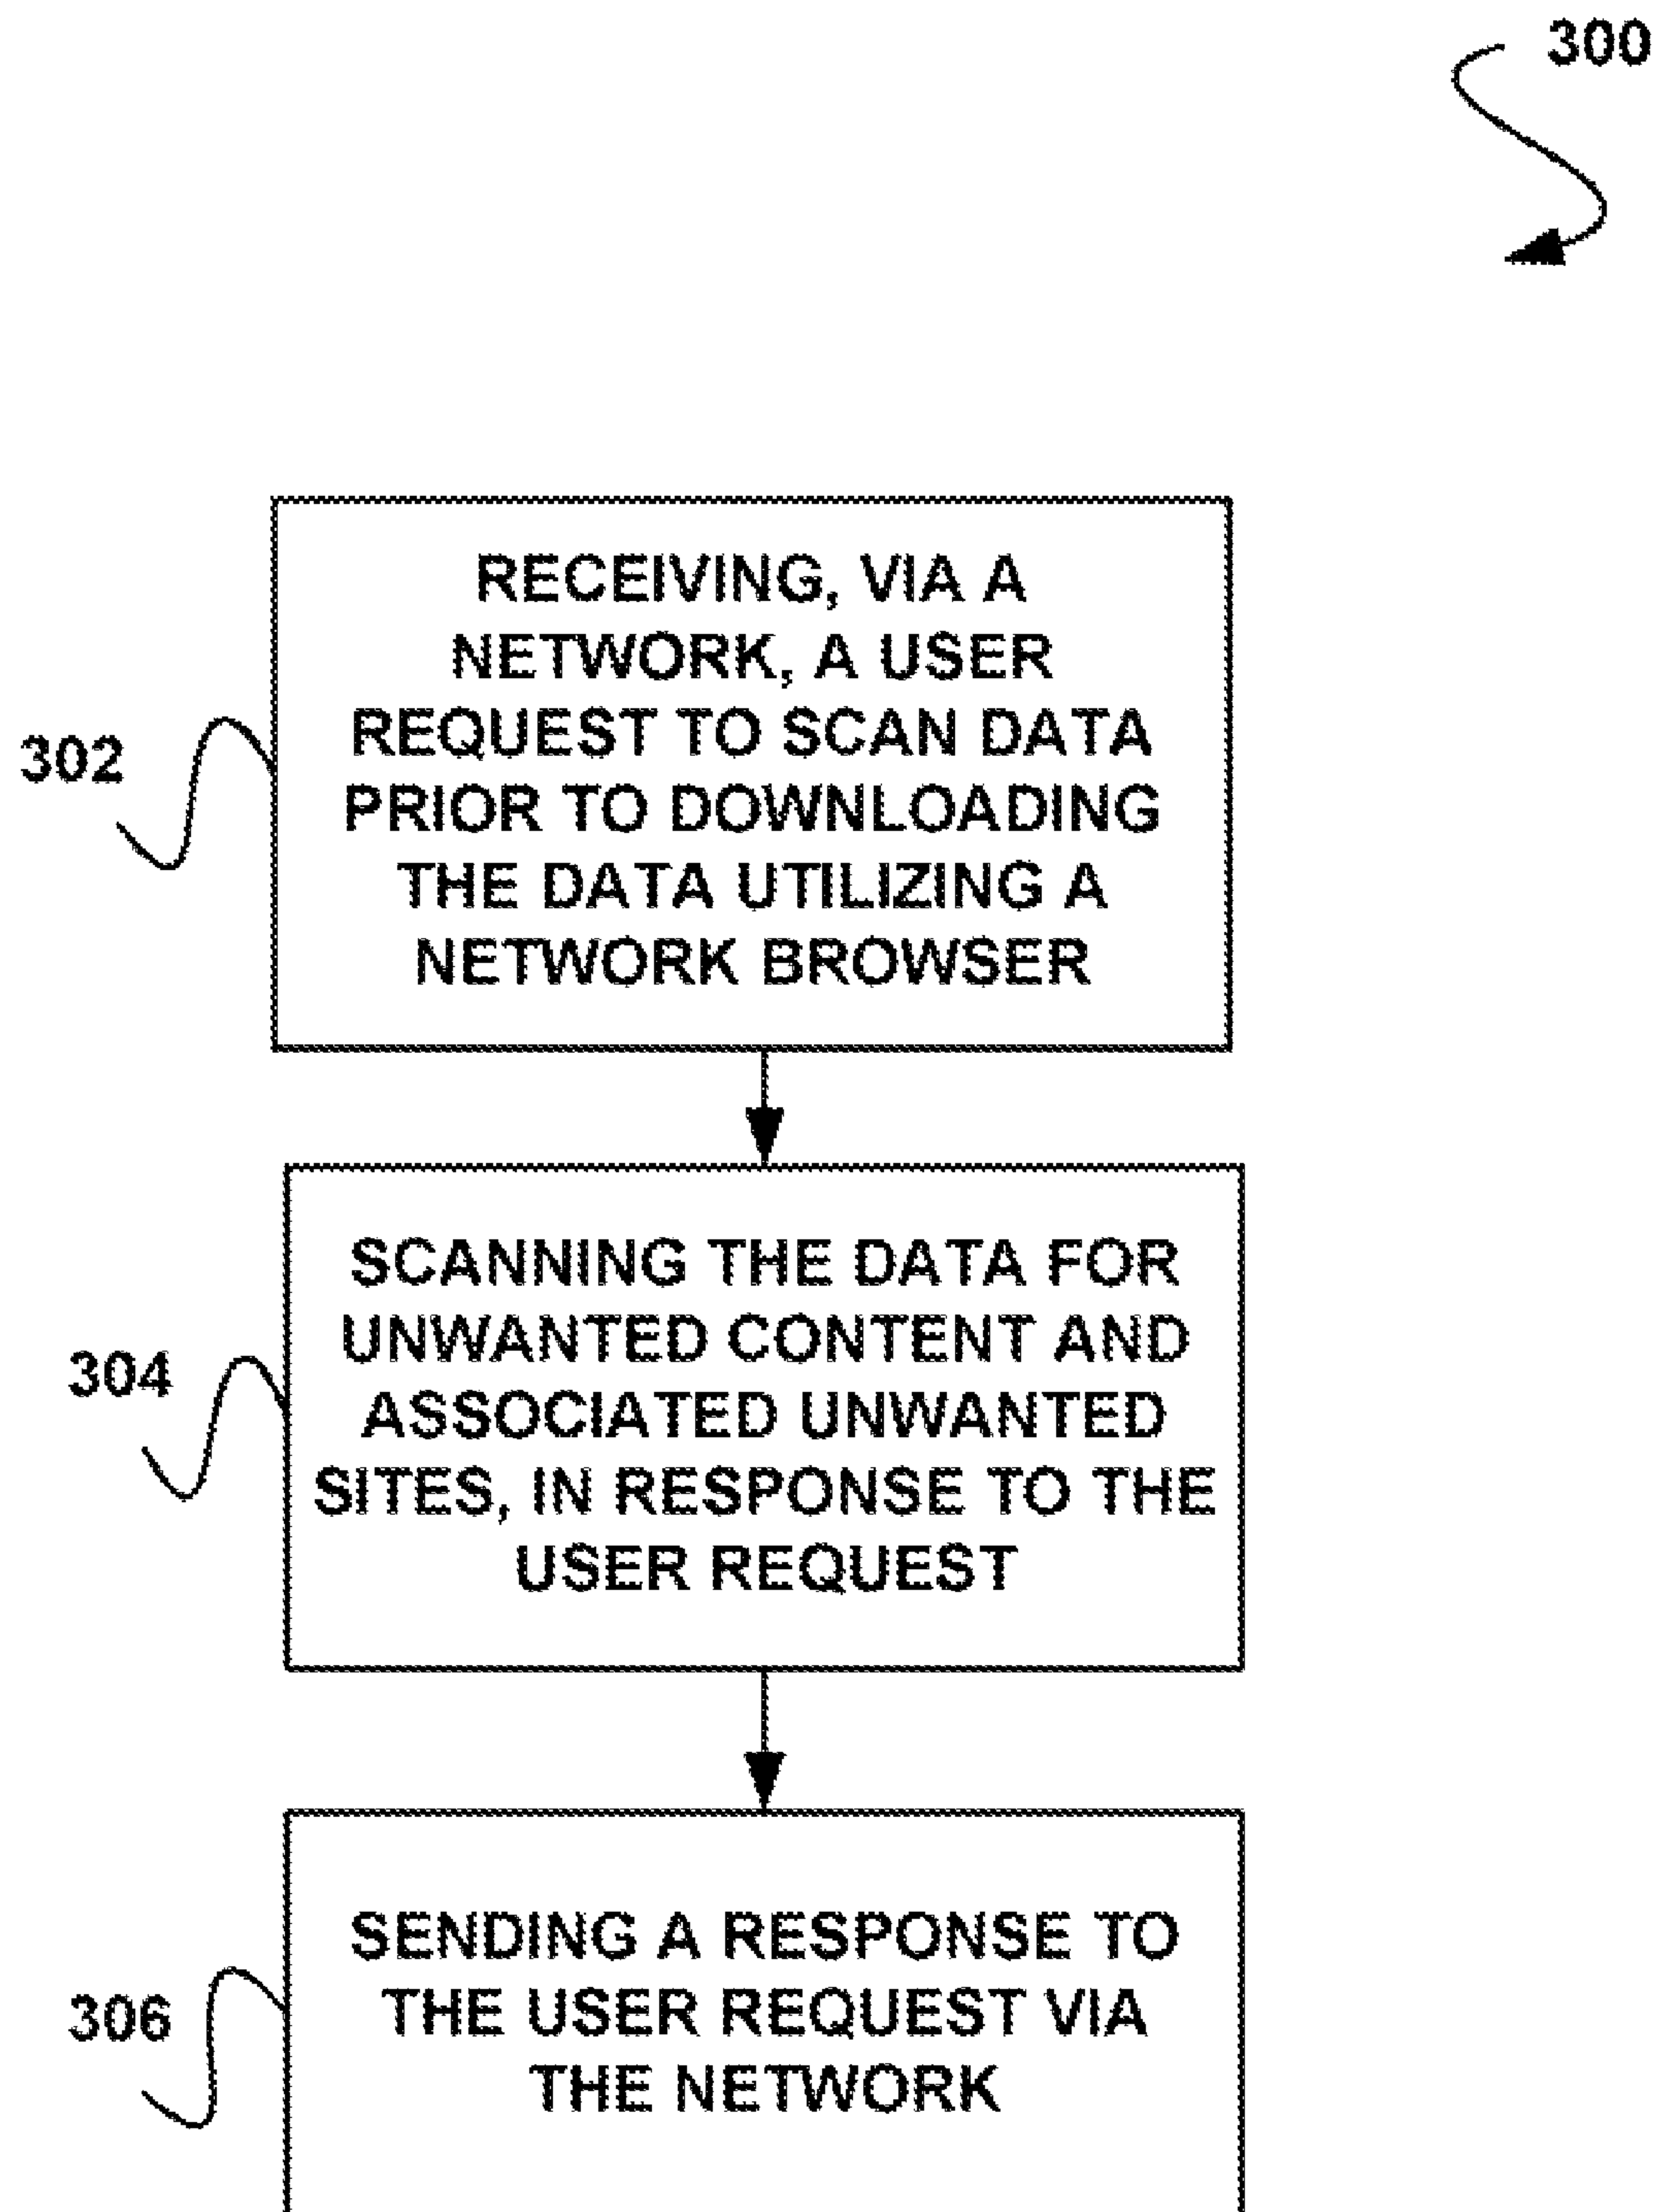 300
302
RECEIVING, VIA A
NETWORK, A USER
REQUEST TO SCAN DATA
PRIOR TO DOWNLOADING
THE DATA UTILIZING A
NETWORK BROWSER
304
SCANNING THE DATA FOR
UNWANTED CONTENT AND
ASSOCIATED UNWANTED
SITES, IN RESPONSE TO THE
USER REQUEST
306
SENDING A RESPONSE TO
THE USER REQUEST VIA
THE NETWORK